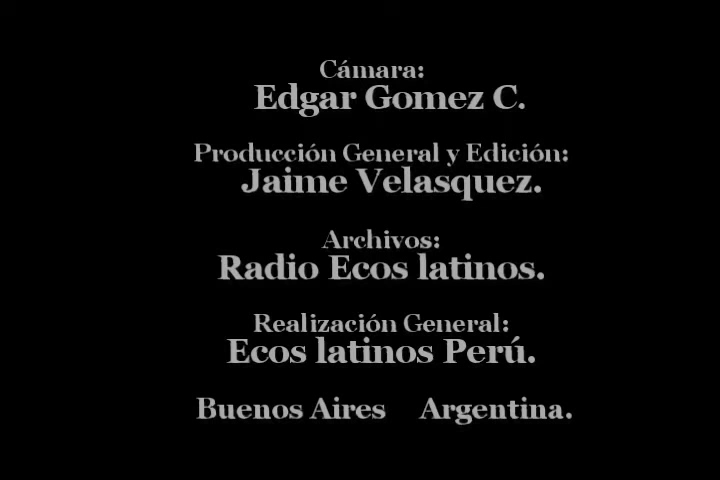 Cámara:
Edgar Gomez C.
Producción General y Edición:
Jaime Velasquez.
Archivos:
Radio Ecos latinos.
Realización General:
Ecos latinos Perú.
Buenos Aires Argentina.